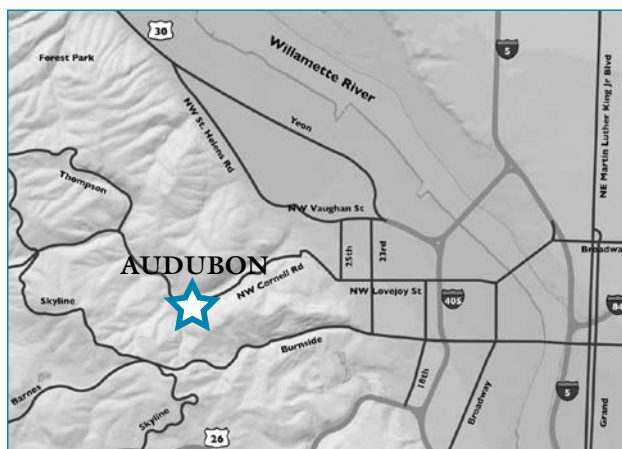 30
Forest Park
Willamette River
5
NE Martin Luther King Jr Blvd
NW St. Helens Rd
Yeon
Thompson
NW Vaughan St
25th
23rd
Broadway
AUDUBON
NW Cornell Rd
NW Lovejoy St
Skyline
405
84
Burnside
Barnes
18th
Broadway
5
Grand
Skyline
26